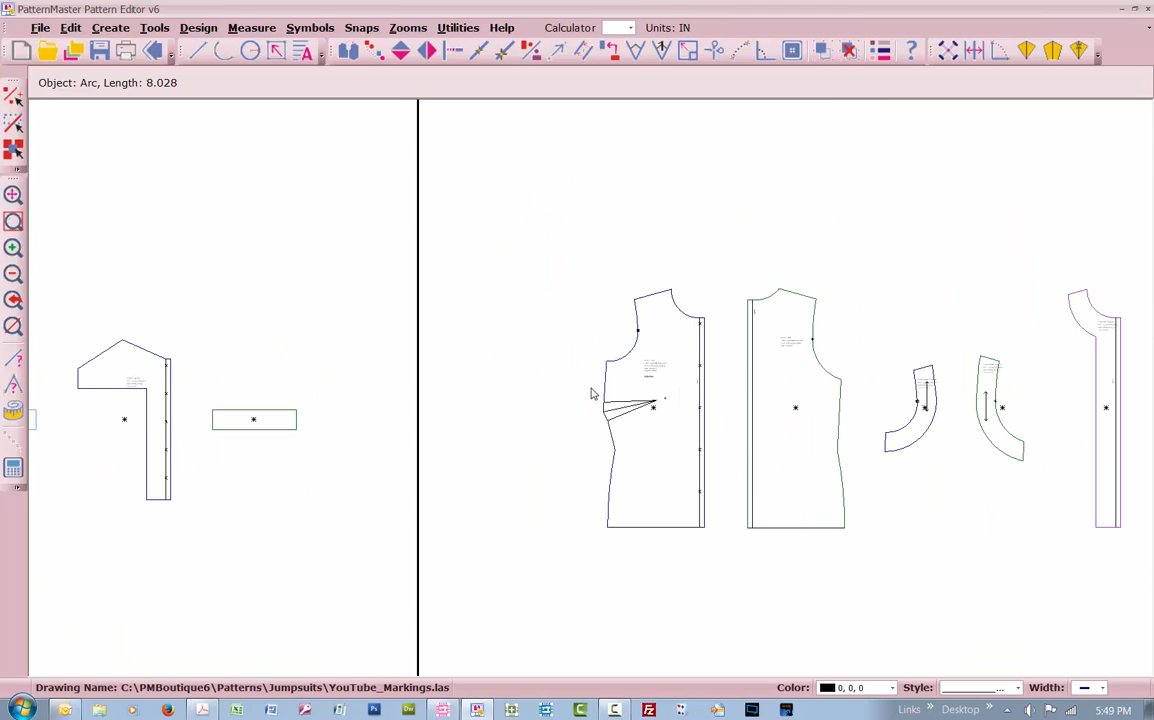 PatternMaster Pattern Editor v6
File Edit Create Tools Design Measure Symbols Snaps Zooms Utilities Help Calculator Units: IN
Object: Arc, Length: 8.028
Drawing Name: C:\PMBoutique6\Patterns\Jumpsuits\YouTube_Markings.las
Color: 0, 0, 0 Style: ... Width:
Links » Desktop » 5:49 PM